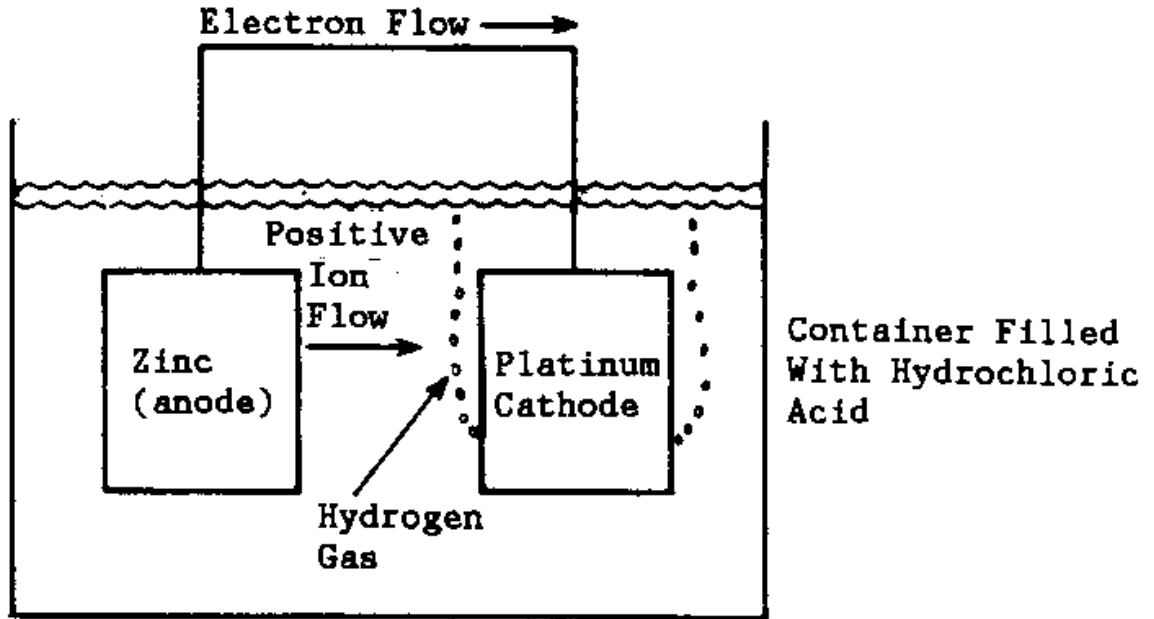 Electron Flow
Positive
Ion
Flow
Zinc
(anode)
Platinum
Cathode
Hydrogen
Gas
Container Filled
With Hydrochloric
Acid